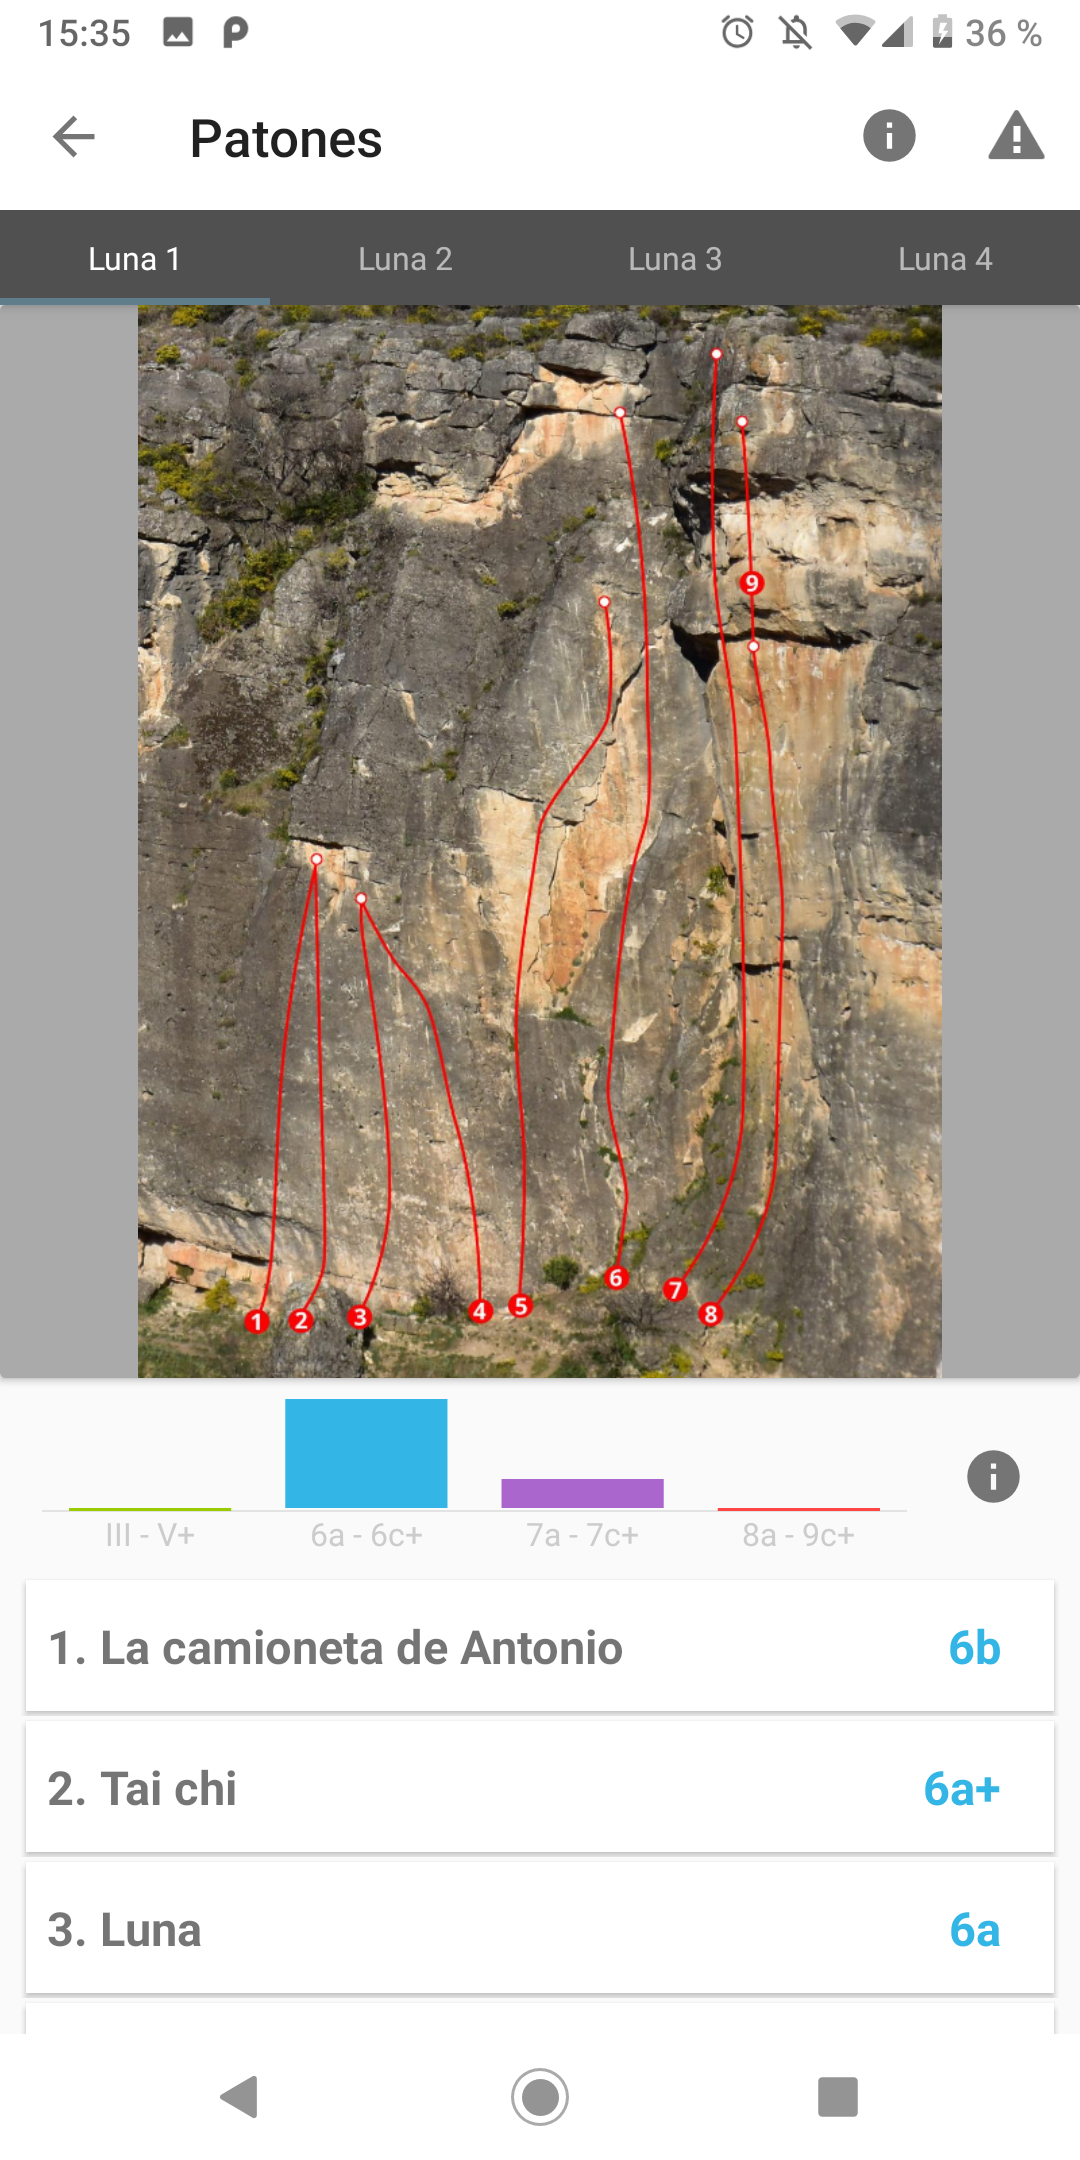 15:35 36 %
Patones
Luna 1 Luna 2 Luna 3 Luna 4
9
1 2 3 4 5 6 7 8
III - V+ 6a - 6c+ 7a - 7c+ 8a - 9c+
1. La camioneta de Antonio 6b
2. Tai chi 6a+
3. Luna 6a